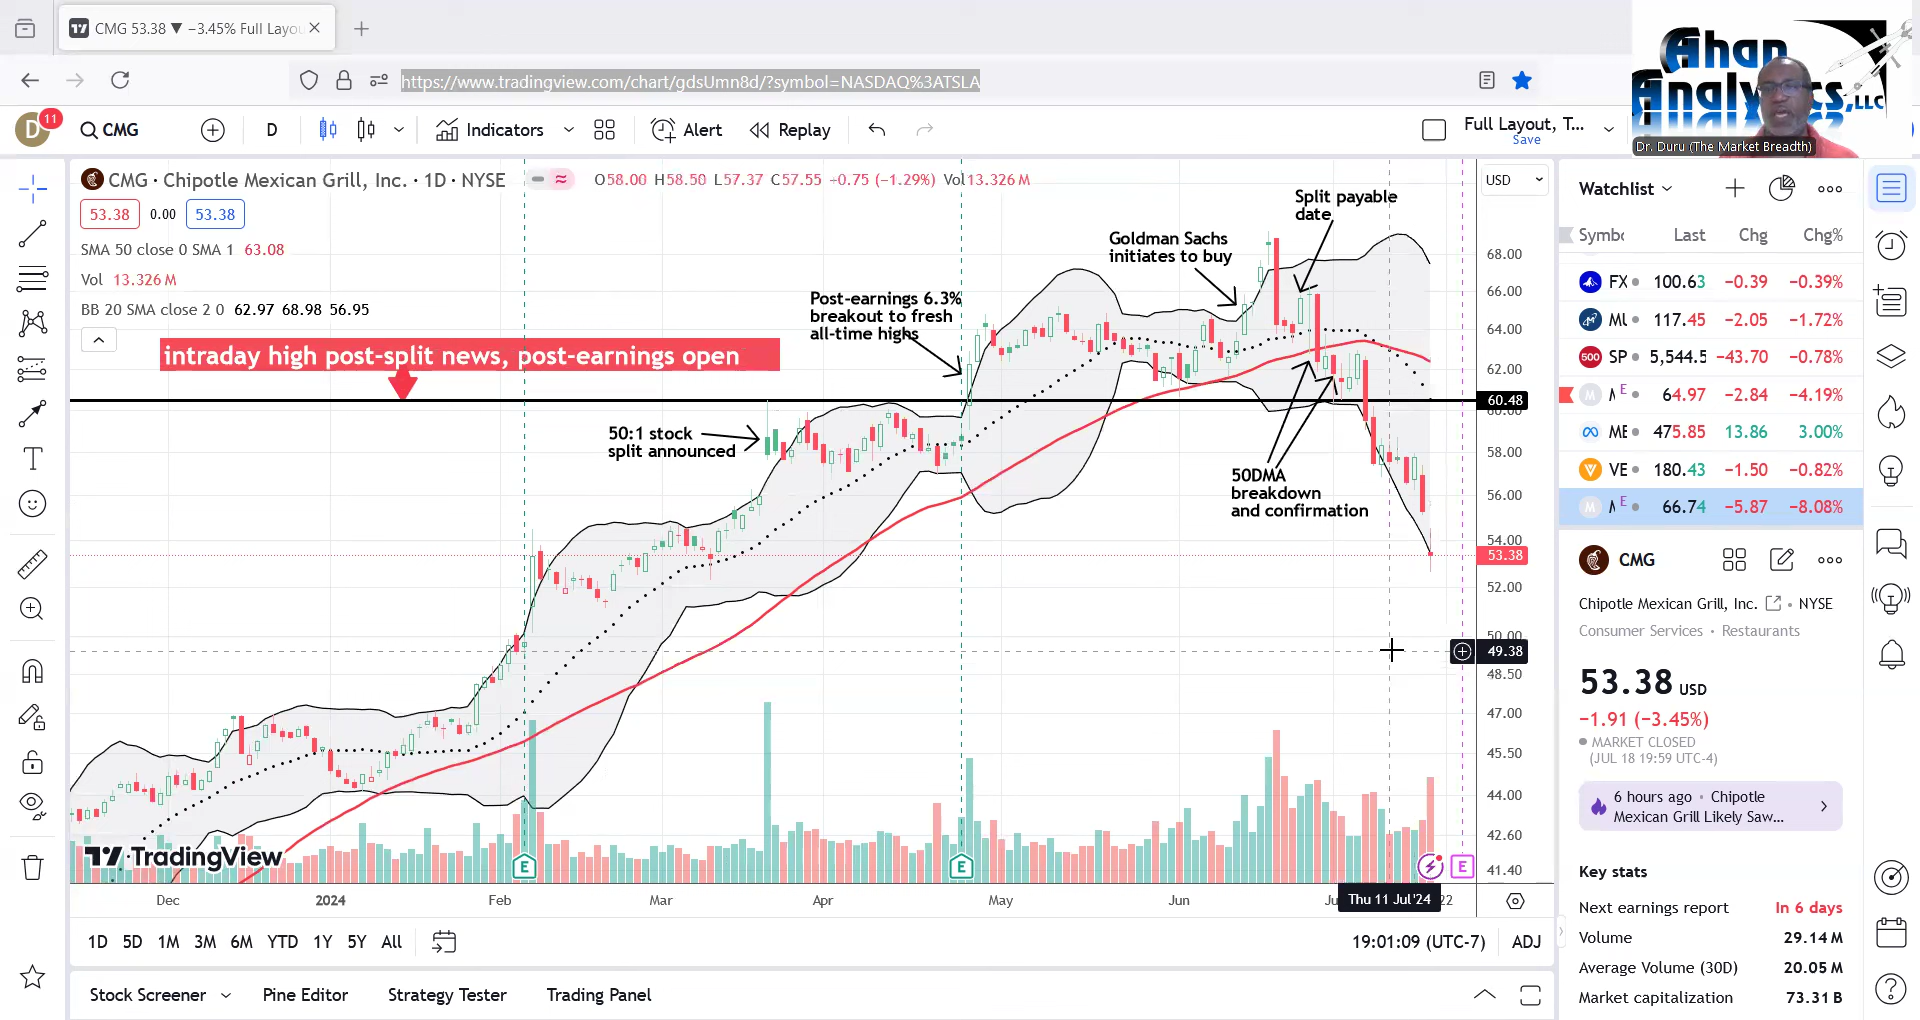 CMG 53.38 ▼ −3.45% Full Layou
https://www.tradingview.com/chart/gdsUmn8d/?symbol=NASDAQ%3ATSLA
Ahan
Analytics, LLC
Dr. Duru (The Market Breadth)
D
11
CMG
D
Indicators
Alert
Replay
Full Layout, T...
Save
CMG · Chipotle Mexican Grill, Inc. · 1D · NYSE
O58.00 H58.50 L57.37 C57.55 +0.75 (−1.29%) Vol13.326 M
USD
53.38
0.00
53.38
SMA 50 close 0 SMA 1 63.08
Vol 13.326 M
BB 20 SMA close 2 0 62.97 68.98 56.95
intraday high post-split news, post-earnings open
50:1 stock
split announced
Post-earnings 6.3%
breakout to fresh
all-time highs
Goldman Sachs
initiates to buy
Split payable
date
50DMA
breakdown
and confirmation
68.00
66.00
64.00
62.00
60.48
60.00
58.00
56.00
54.00
53.38
52.00
50.00
49.38
48.50
47.00
45.50
44.00
42.60
41.40
TradingView
E
E
E
Dec
2024
Feb
Mar
Apr
May
Jun
Thu 11 Jul '24
22
1D
5D
1M
3M
6M
YTD
1Y
5Y
All
19:01:09 (UTC-7)
ADJ
Stock Screener
Pine Editor
Strategy Tester
Trading Panel
Watchlist
Symbo
Last
Chg
Chg%
FX 100.63 −0.39 −0.39%
MU 117.45 −2.05 −1.72%
500 SP 5,544.5 −43.70 −0.78%
M E 64.97 −2.84 −4.19%
ME 475.85 13.86 3.00%
VE 180.43 −1.50 −0.82%
M E 66.74 −5.87 −8.08%
CMG
Chipotle Mexican Grill, Inc. • NYSE
Consumer Services • Restaurants
53.38 USD
−1.91 (−3.45%)
MARKET CLOSED
(JUL 18 19:59 UTC-4)
6 hours ago • Chipotle
Mexican Grill Likely Saw...
Key stats
Next earnings report In 6 days
Volume 29.14 M
Average Volume (30D) 20.05 M
Market capitalization 73.31 B